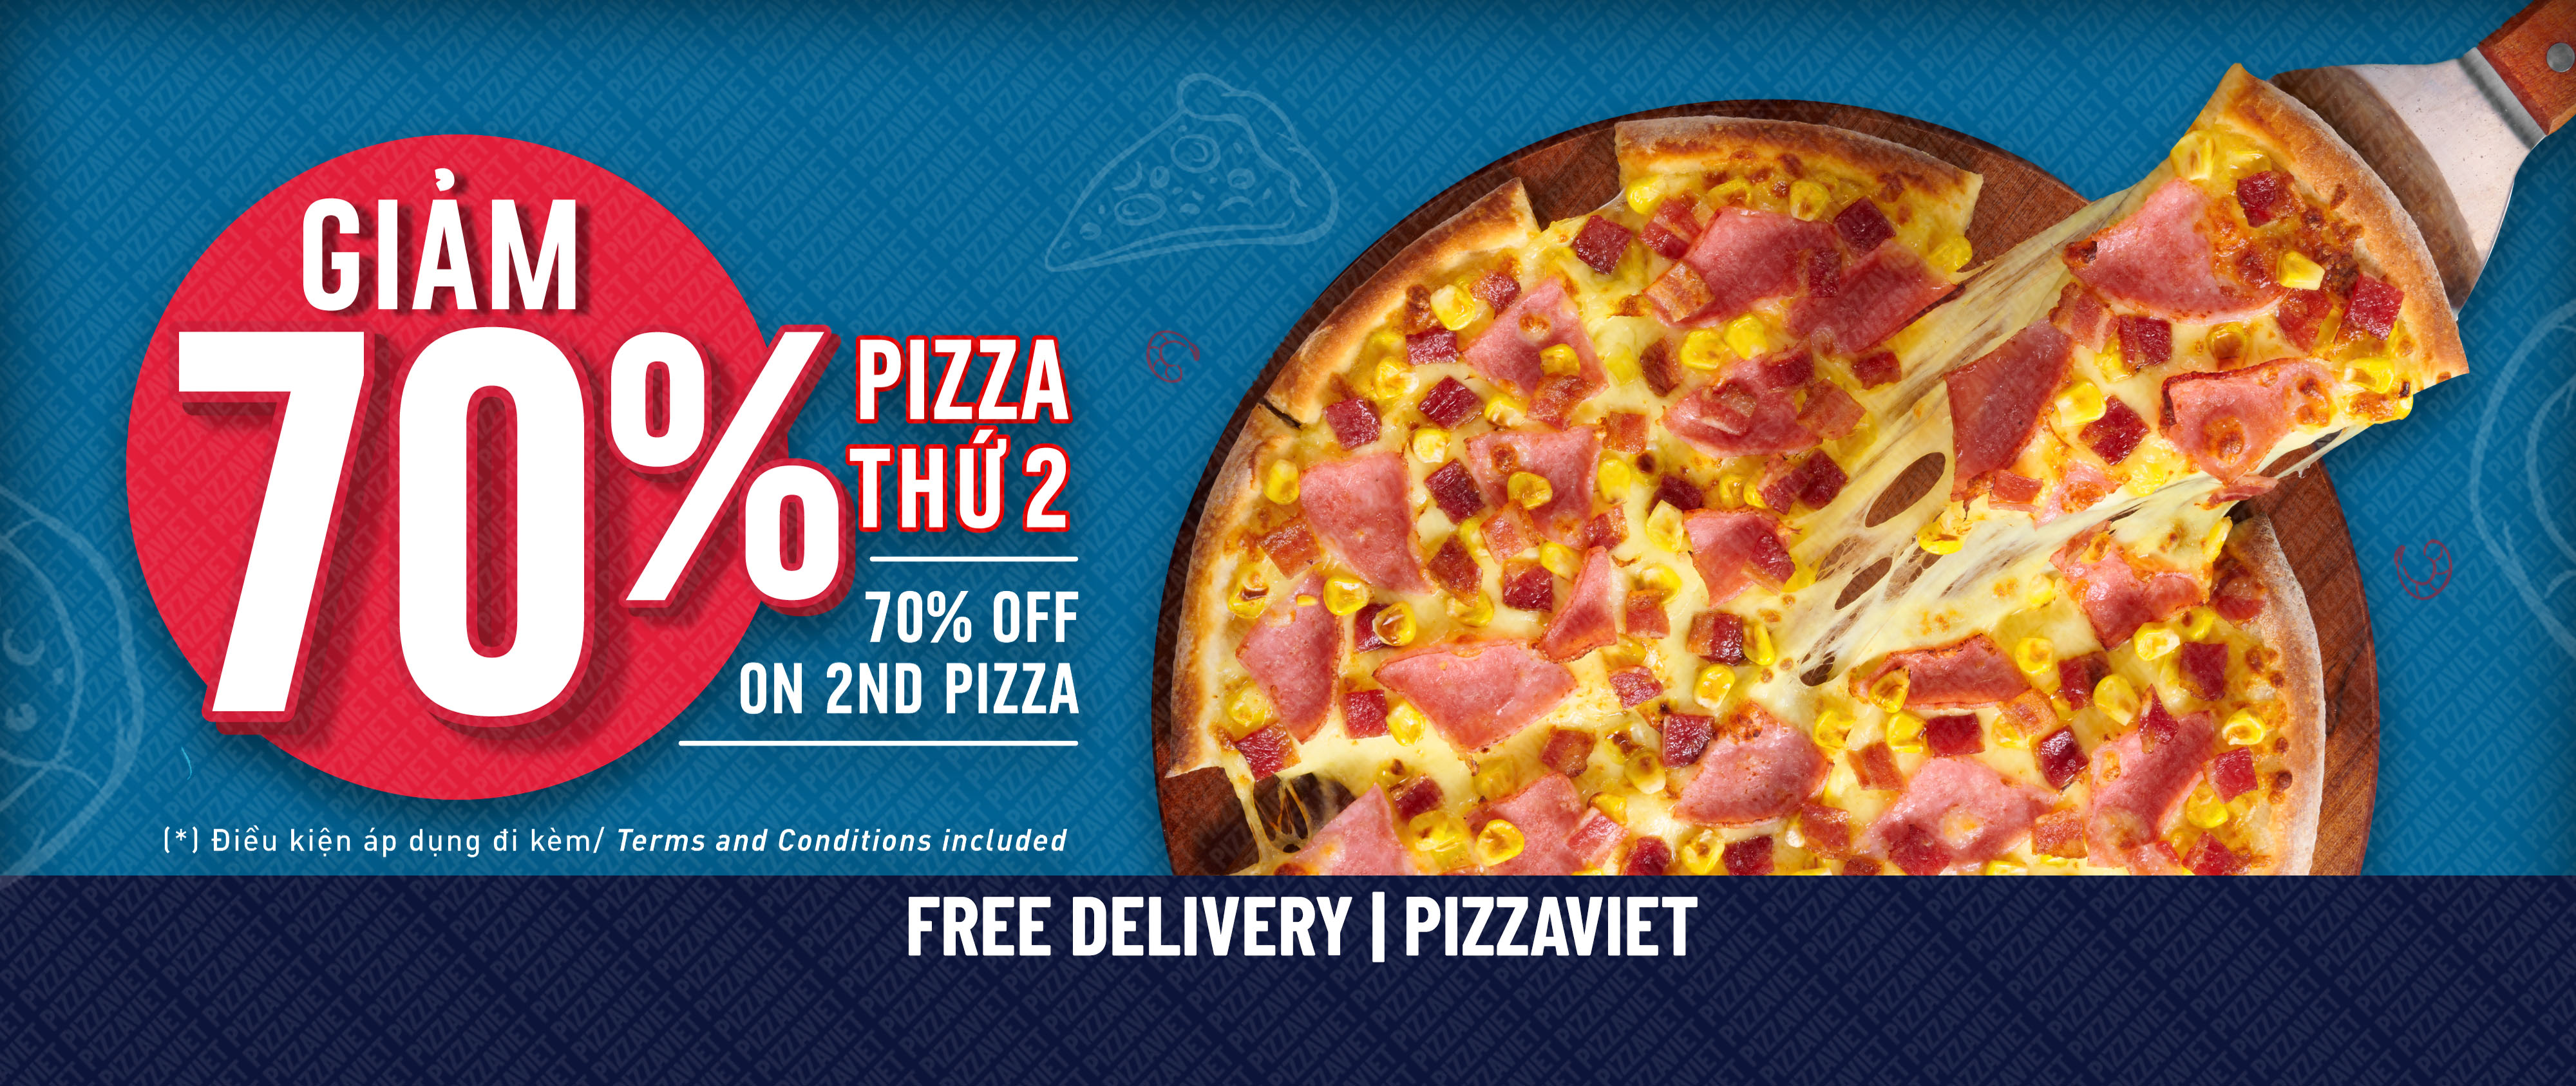 GIẢM
70%
PIZZA
THỨ 2
70% OFF
ON 2ND PIZZA
(*) Điều kiện áp dụng đi kèm/ Terms and Conditions included
FREE DELIVERY | PIZZAVIET